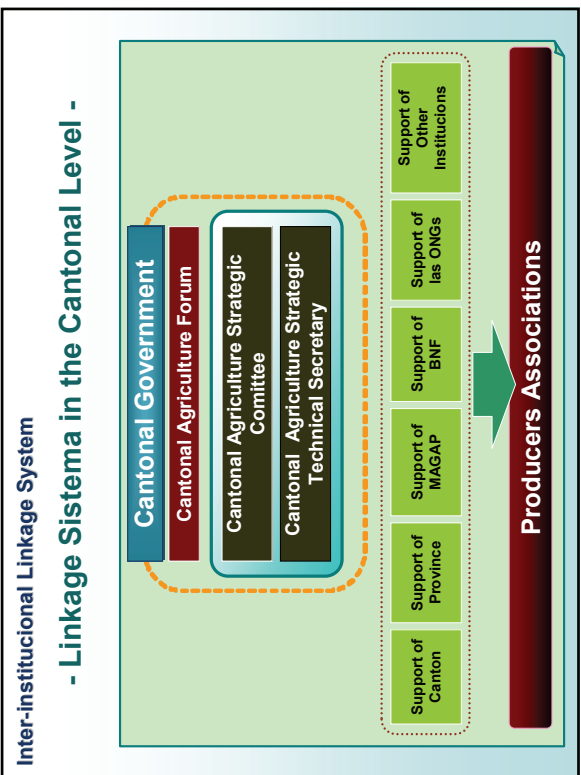 Inter-institucional Linkage System
- Linkage Sistema in the Cantonal Level -
Cantonal Government
Cantonal Agriculture Forum
Cantonal Agriculture Strategic
Comittee
Cantonal Agriculture Strategic
Technical Secretary
Support of
Canton
Support of
Province
Support of
MAGAP
Support of
BNF
Support of
las ONGs
Support of
Other
Institucions
Producers Associations